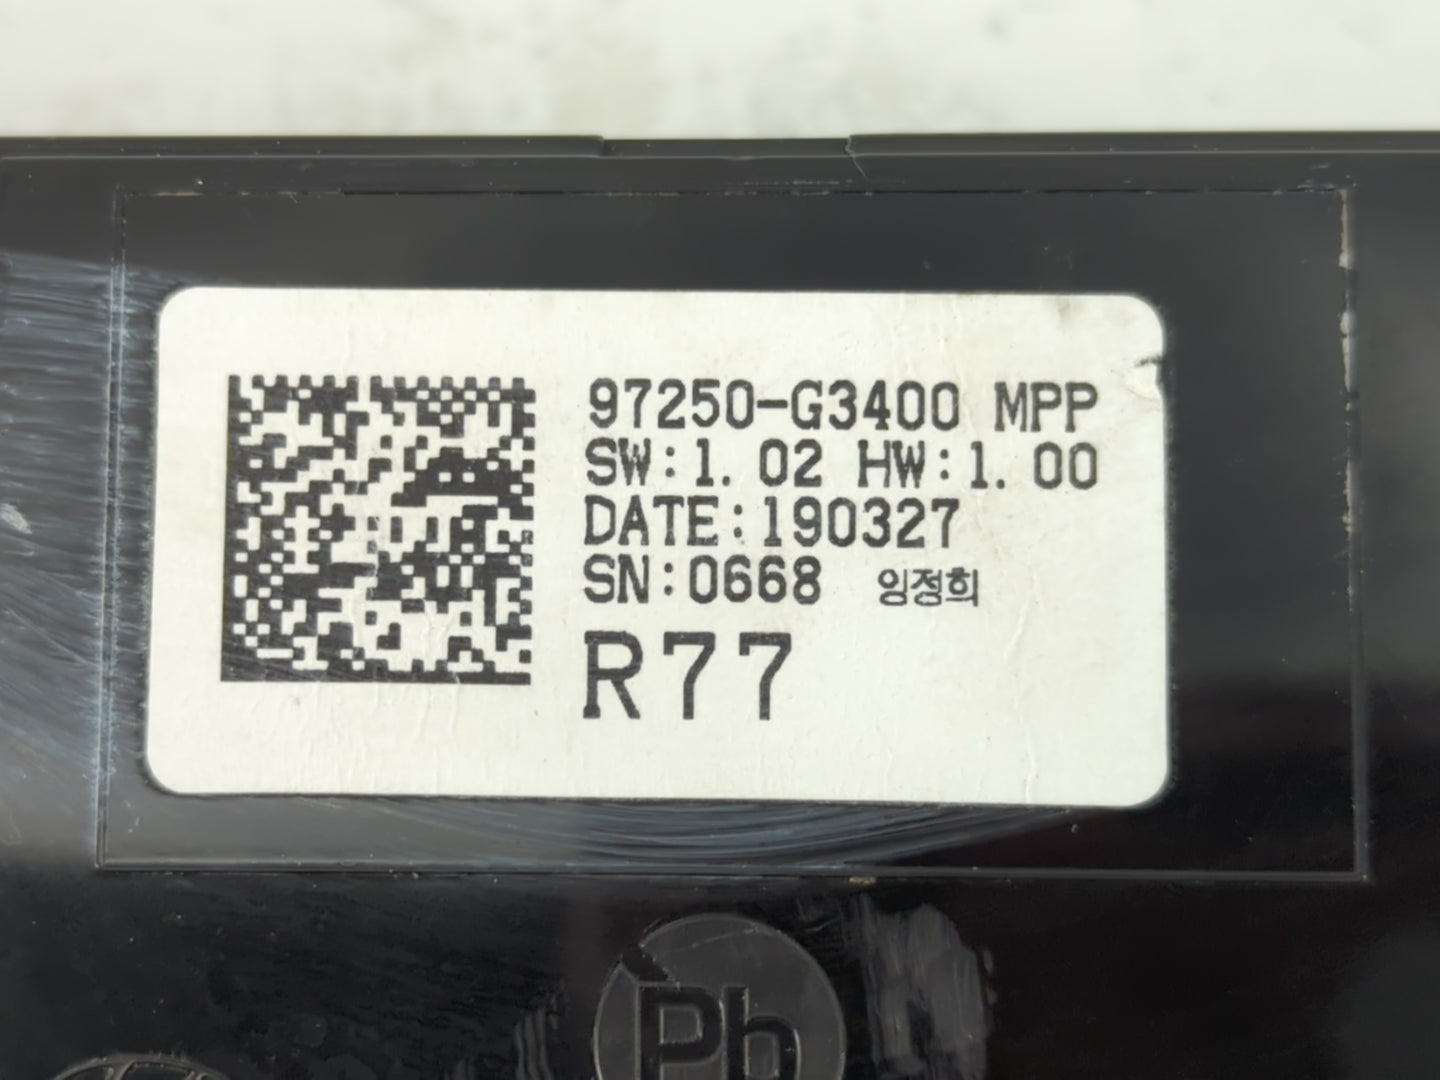 97250-G3400 MPP
SW:1.02 HW:1.00
DATE:190327
SN:0668 임정희
R77
Pb